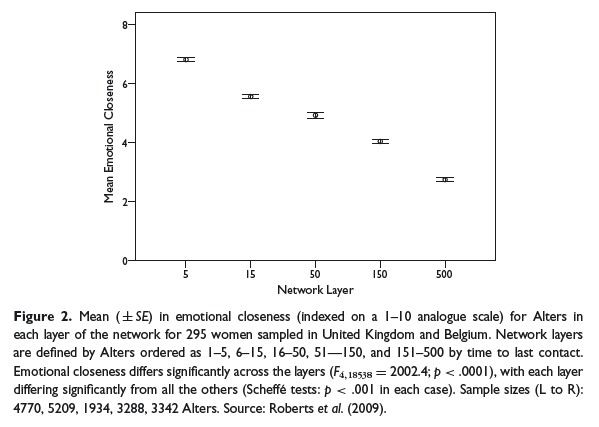 8
6
4
2
0
Mean Emotional Closeness
5 15 50 150 500
Network Layer
Figure 2. Mean (±SE) in emotional closeness (indexed on a 1–10 analogue scale) for Alters in
each layer of the network for 295 women sampled in United Kingdom and Belgium. Network layers
are defined by Alters ordered as 1–5, 6–15, 16–50, 51—150, and 151–500 by time to last contact.
Emotional closeness differs significantly across the layers (F4,18538 = 2002.4; p < .0001), with each layer
differing significantly from all the others (Scheffé tests: p < .001 in each case). Sample sizes (L to R):
4770, 5209, 1934, 3288, 3342 Alters. Source: Roberts et al. (2009).